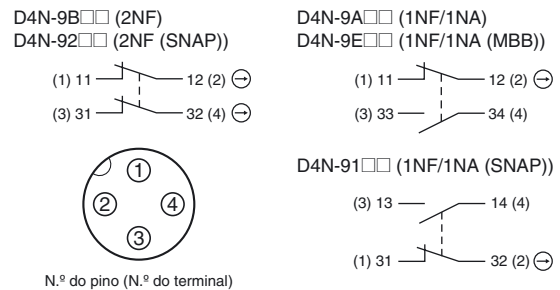 D4N-9B□□ (2NF)
D4N-92□□ (2NF (SNAP))
(1) 11 12 (2)
(3) 31 32 (4)
1
2 4
3
N.º do pino (N.º do terminal)
D4N-9A□□ (1NF/1NA)
D4N-9E□□ (1NF/1NA (MBB))
(1) 11 12 (2)
(3) 33 34 (4)
D4N-91□□ (1NF/1NA (SNAP))
(3) 13 14 (4)
(1) 31 32 (2)